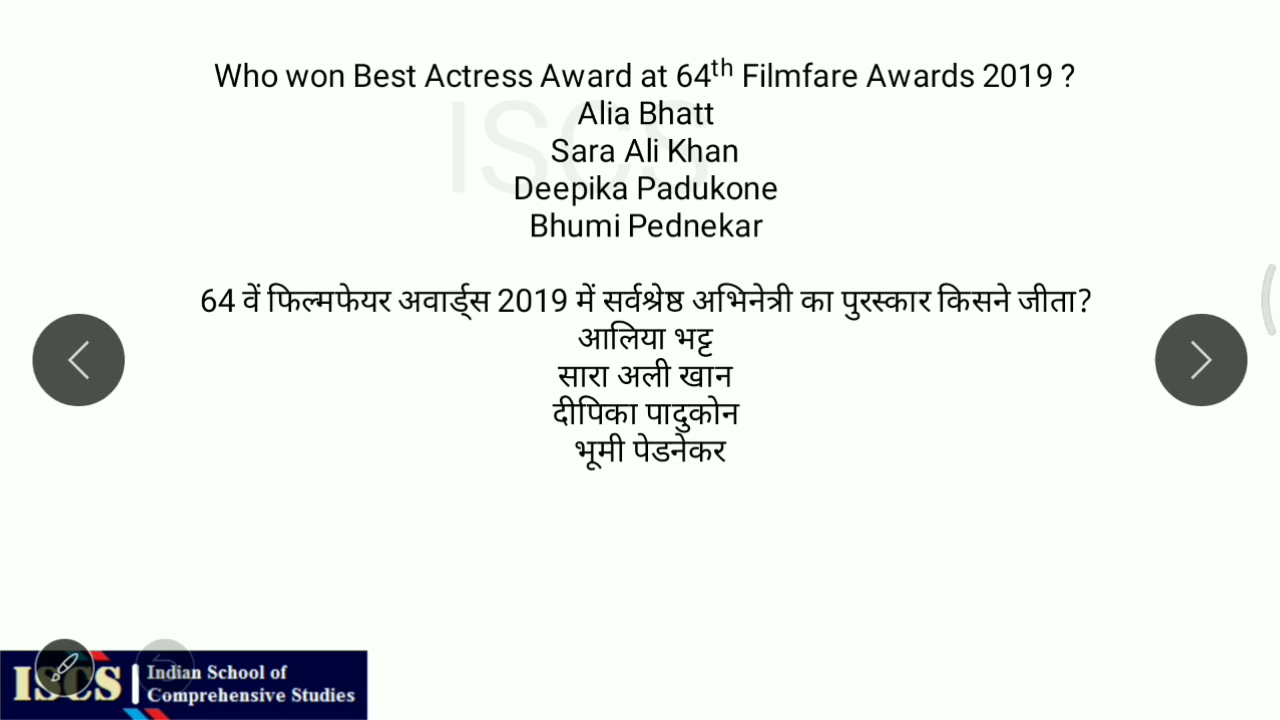 Who won Best Actress Award at 64th Filmfare Awards 2019 ?
Alia Bhatt
Sara Ali Khan
Deepika Padukone
Bhumi Pednekar
64 वें फिल्मफेयर अवार्ड्स 2019 में सर्वश्रेष्ठ अभिनेत्री का पुरस्कार किसने जीता?
आलिया भट्ट
सारा अली खान
दीपिका पादुकोन
भूमी पेडनेकर
ISCS
ISCS
Indian School of
Comprehensive Studies